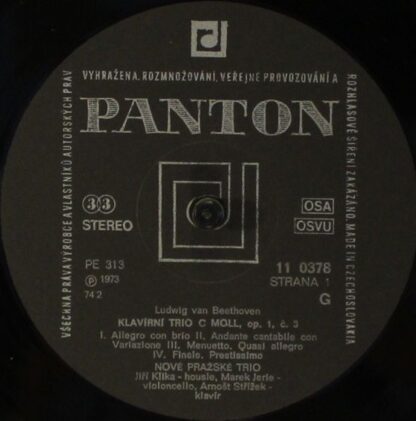 VYHRAŽENA. ROZMNOŽOVÁNÍ, VEŘEJNÉ PROVOZOVÁNÍ A
ROZHLASOVÉ ŠÍŘENÍ ZAKÁZÁNO. MADE IN CZECHOSLOVAKIA
VŠECHNA PRÁVA VÝROBCE A VLASTNÍKŮ AUTORSKÝCH PRÁV
PANTON
33
STEREO
OSA
OSVU
PE 313
℗ 1973
74 2
11 0378
STRANA 1
G
Ludwig van Beethoven
KLAVÍRNÍ TRIO C MOLL, op. 1, č. 3
I. Allegro con brio II. Andante cantabile con
Variazione III. Menuetto. Quasi allegro
IV. Finale. Prestissimo
NOVÉ PRAŽSKÉ TRIO
Jiří Klika - housle, Marek Jerie -
violoncello, Arnošt Střížek -
klavír